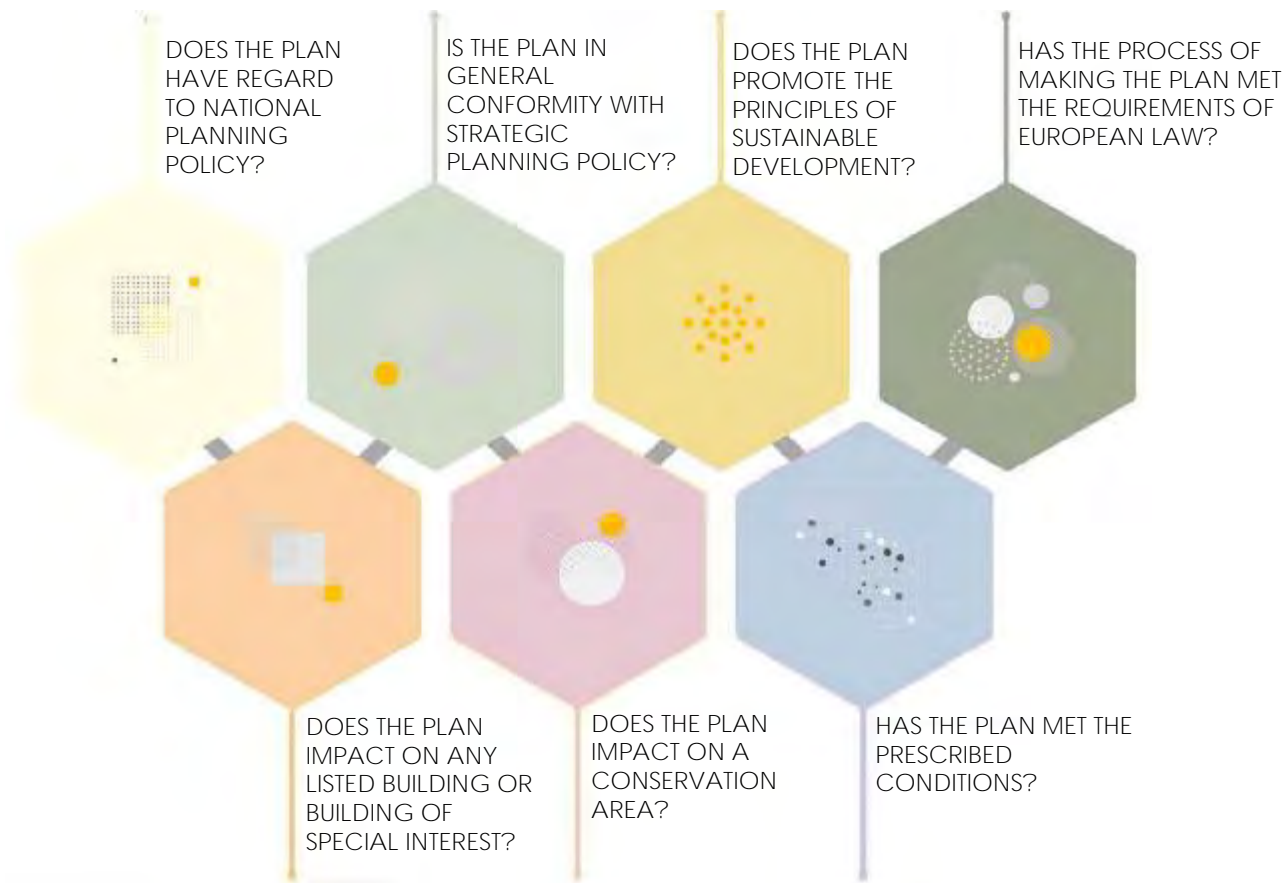 DOES THE PLAN
HAVE REGARD
TO NATIONAL
PLANNING
POLICY?
IS THE PLAN IN
GENERAL
CONFORMITY WITH
STRATEGIC
PLANNING POLICY?
DOES THE PLAN
PROMOTE THE
PRINCIPLES OF
SUSTAINABLE
DEVELOPMENT?
HAS THE PROCESS OF
MAKING THE PLAN MET
THE REQUIREMENTS OF
EUROPEAN LAW?
DOES THE PLAN
IMPACT ON ANY
LISTED BUILDING OR
BUILDING OF
SPECIAL INTEREST?
DOES THE PLAN
IMPACT ON A
CONSERVATION
AREA?
HAS THE PLAN MET THE
PRESCRIBED
CONDITIONS?